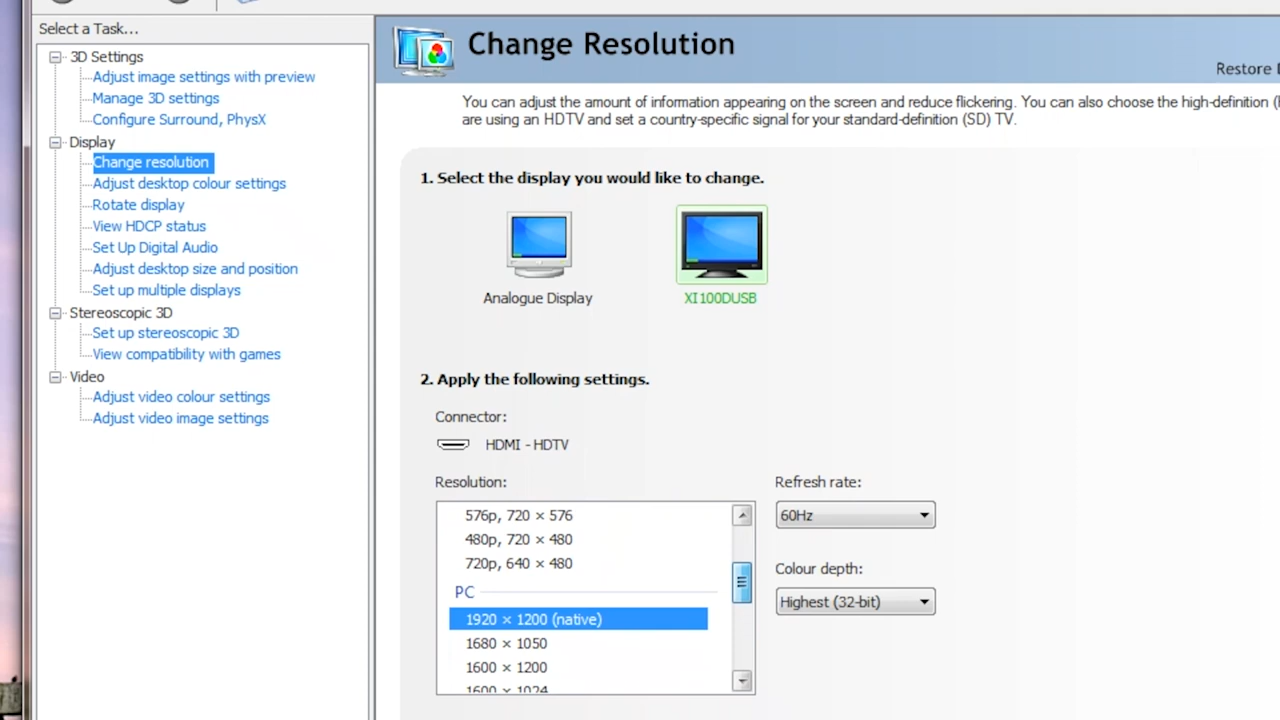 Select a Task...
3D Settings
Adjust image settings with preview
Manage 3D settings
Configure Surround, PhysX
Display
Change resolution
Adjust desktop colour settings
Rotate display
View HDCP status
Set Up Digital Audio
Adjust desktop size and position
Set up multiple displays
Stereoscopic 3D
Set up stereoscopic 3D
View compatibility with games
Video
Adjust video colour settings
Adjust video image settings
Change Resolution
Restore
You can adjust the amount of information appearing on the screen and reduce flickering. You can also choose the high-definition
are using an HDTV and set a country-specific signal for your standard-definition (SD) TV.
1. Select the display you would like to change.
Analogue Display
XI100DUSB
2. Apply the following settings.
Connector:
HDMI - HDTV
Resolution:
576p, 720 × 576
480p, 720 × 480
720p, 640 × 480
PC
1920 × 1200 (native)
1680 × 1050
1600 × 1200
1600 × 1024
Refresh rate:
60Hz
Colour depth:
Highest (32-bit)